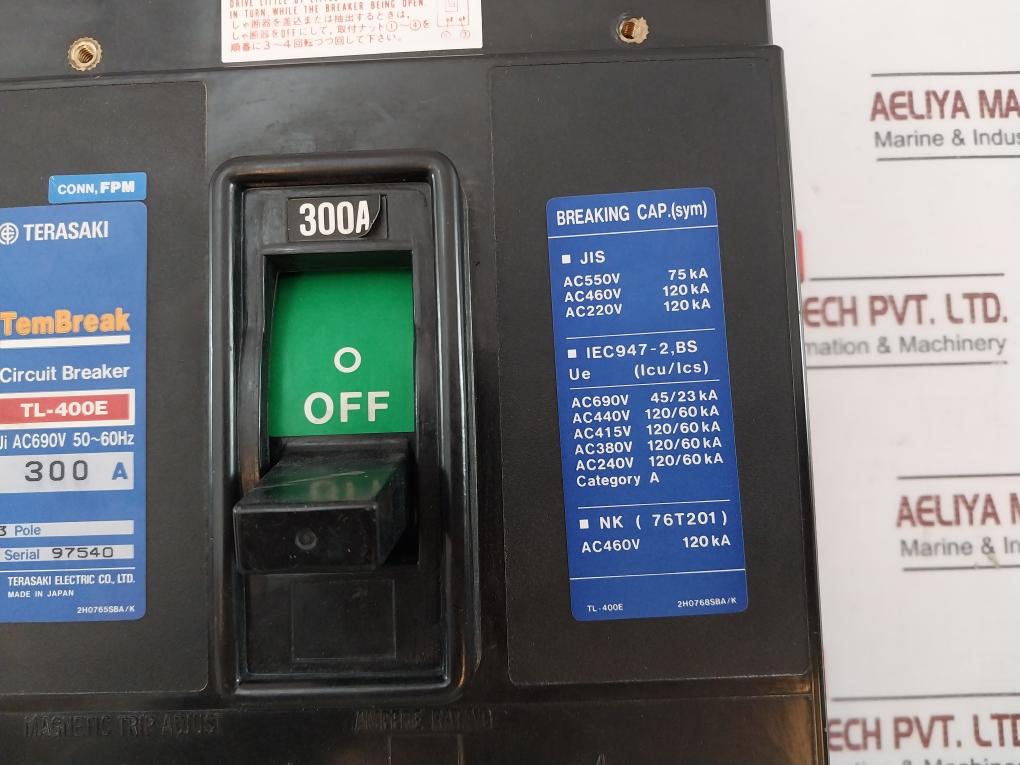 DRIVE LITTLE BY LITTLE
IN TURN, WHILE THE BREAKER BEING OPEN
しゃ断器を差込または抽出するときは、
しゃ断器をOFFにして、取付ナット①〜④を
順番に3〜4回転づつ回して下さい。
① ③
CONN, FPM
TERASAKI
TemBreak
Circuit Breaker
TL-400E
Ui AC690V 50~60Hz
300 A
3 Pole
Serial 97540
TERASAKI ELECTRIC CO., LTD.
MADE IN JAPAN
2H0765SBA/K
300A
OFF
BREAKING CAP.(sym)
■ JIS
AC550V 75kA
AC460V 120kA
AC220V 120kA
■ IEC947-2,BS
Ue (Icu/Ics)
AC690V 45/23kA
AC440V 120/60kA
AC415V 120/60kA
AC380V 120/60kA
AC240V 120/60kA
Category A
■ NK ( 76T201 )
AC460V 120kA
TL-400E 2H0768SBA/K
MAGNETIC TRIP ADJUST
AELIYA MA
Marine & Indus
ECH PVT. LTD.
mation & Machinery
AELIYA M
Marine & In
ECH PVT. LTD